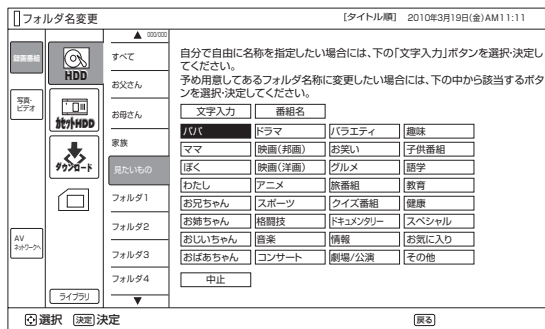 フォルダ名変更
[タイトル順] 2010年3月19日(金)AM11:11
▲ 000/000
録画番組
写真・
ビデオ
AV
ネットワークへ
HDD
カセットHDD
ダウンロード
ライブラリ
すべて
お父さん
お母さん
家族
見たいもの
フォルダ1
フォルダ2
フォルダ3
フォルダ4
▼
自分で自由に名称を指定したい場合には、下の「文字入力」ボタンを選択・決定し
てください。
予め用意してあるフォルダ名称に変更したい場合には、下の中から該当するボタ
ンを選択・決定してください。
文字入力 番組名
パパ ドラマ バラエティ 趣味
ママ 映画(邦画) お笑い 子供番組
ぼく 映画(洋画) グルメ 語学
わたし アニメ 旅番組 教育
お兄ちゃん スポーツ クイズ番組 健康
お姉ちゃん 格闘技 ドキュメンタリー スペシャル
おじいちゃん 音楽 情報 お気に入り
おばあちゃん コンサート 劇場/公演 その他
中止
選択 決定 決定 戻る